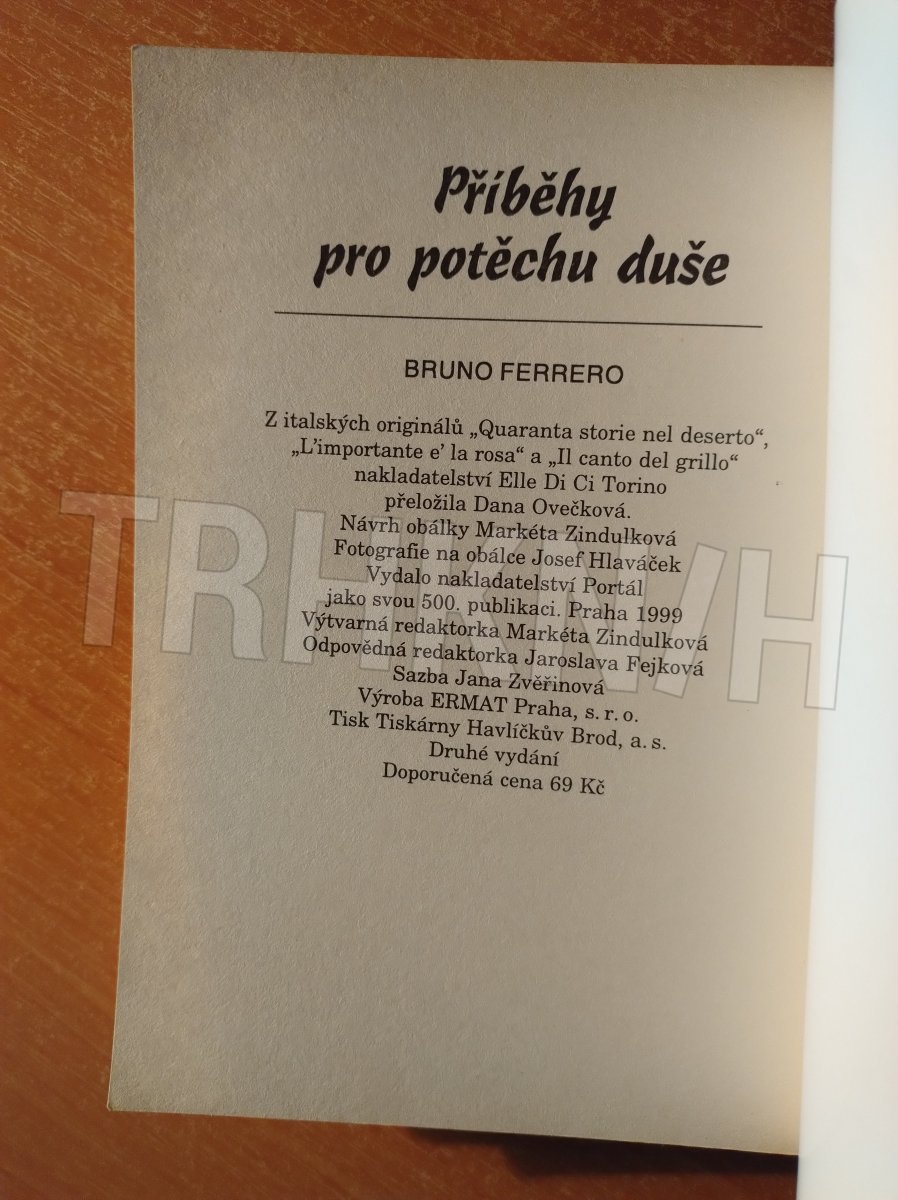 Příběhy
pro potěchu duše
BRUNO FERRERO
Z italských originálů „Quaranta storie nel deserto“,
„L’importante e’ la rosa“ a „Il canto del grillo“
nakladatelství Elle Di Ci Torino
přeložila Dana Ovečková.
Návrh obálky Markéta Zindulková
Fotografie na obálce Josef Hlaváček
Vydalo nakladatelství Portál
jako svou 500. publikaci. Praha 1999
Výtvarná redaktorka Markéta Zindulková
Odpovědná redaktorka Jaroslava Fejková
Sazba Jana Zvěřinová
Výroba ERMAT Praha, s. r. o.
Tisk Tiskárny Havlíčkův Brod, a. s.
Druhé vydání
Doporučená cena 69 Kč